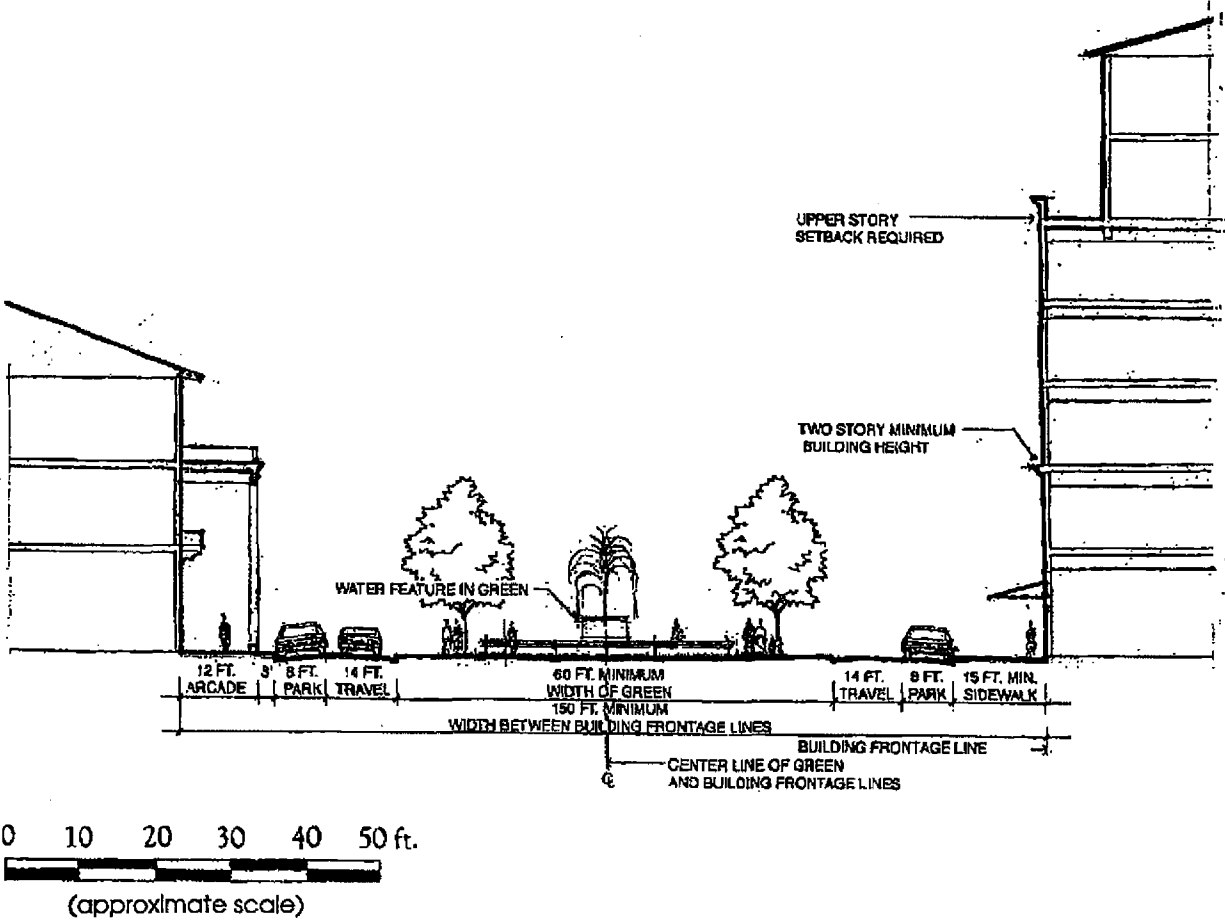 UPPER STORY
SETBACK REQUIRED
TWO STORY MINIMUM
BUILDING HEIGHT
WATER FEATURE IN GREEN
12 FT.
ARCADE
3'
8 FT.
PARK
14 FT.
TRAVEL
60 FT. MINIMUM
WIDTH OF GREEN
14 FT.
TRAVEL
8 FT.
PARK
15 FT. MIN.
SIDEWALK
150 FT. MINIMUM
WIDTH BETWEEN BUILDING FRONTAGE LINES
BUILDING FRONTAGE LINE
CENTER LINE OF GREEN
AND BUILDING FRONTAGE LINES
0 10 20 30 40 50 ft.
(approximate scale)